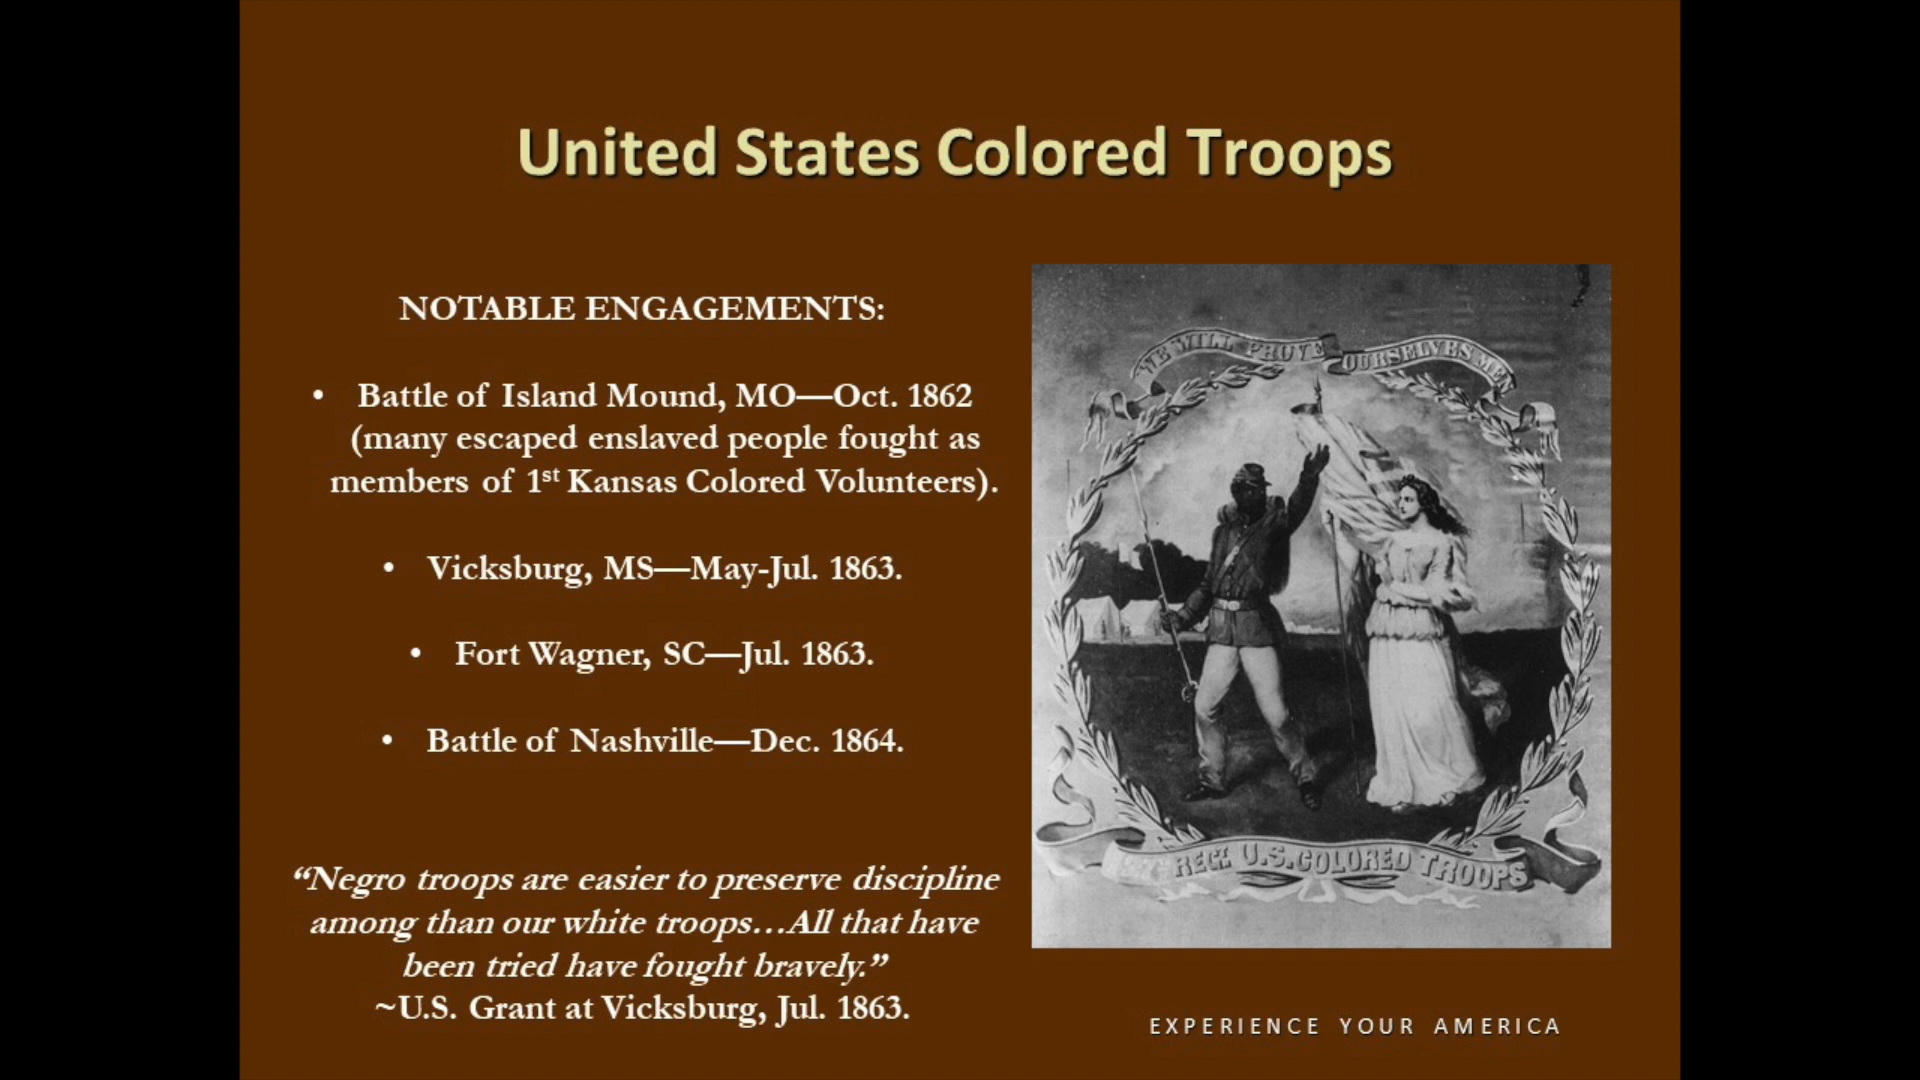 United States Colored Troops
NOTABLE ENGAGEMENTS:
• Battle of Island Mound, MO—Oct. 1862
(many escaped enslaved people fought as
members of 1st Kansas Colored Volunteers).
• Vicksburg, MS—May-Jul. 1863.
• Fort Wagner, SC—Jul. 1863.
• Battle of Nashville—Dec. 1864.
“Negro troops are easier to preserve discipline
among than our white troops…All that have
been tried have fought bravely.”
~U.S. Grant at Vicksburg, Jul. 1863.
WE WILL PROVE OURSELVES MEN
REGT U.S. COLORED TROOPS
EXPERIENCE YOUR AMERICA